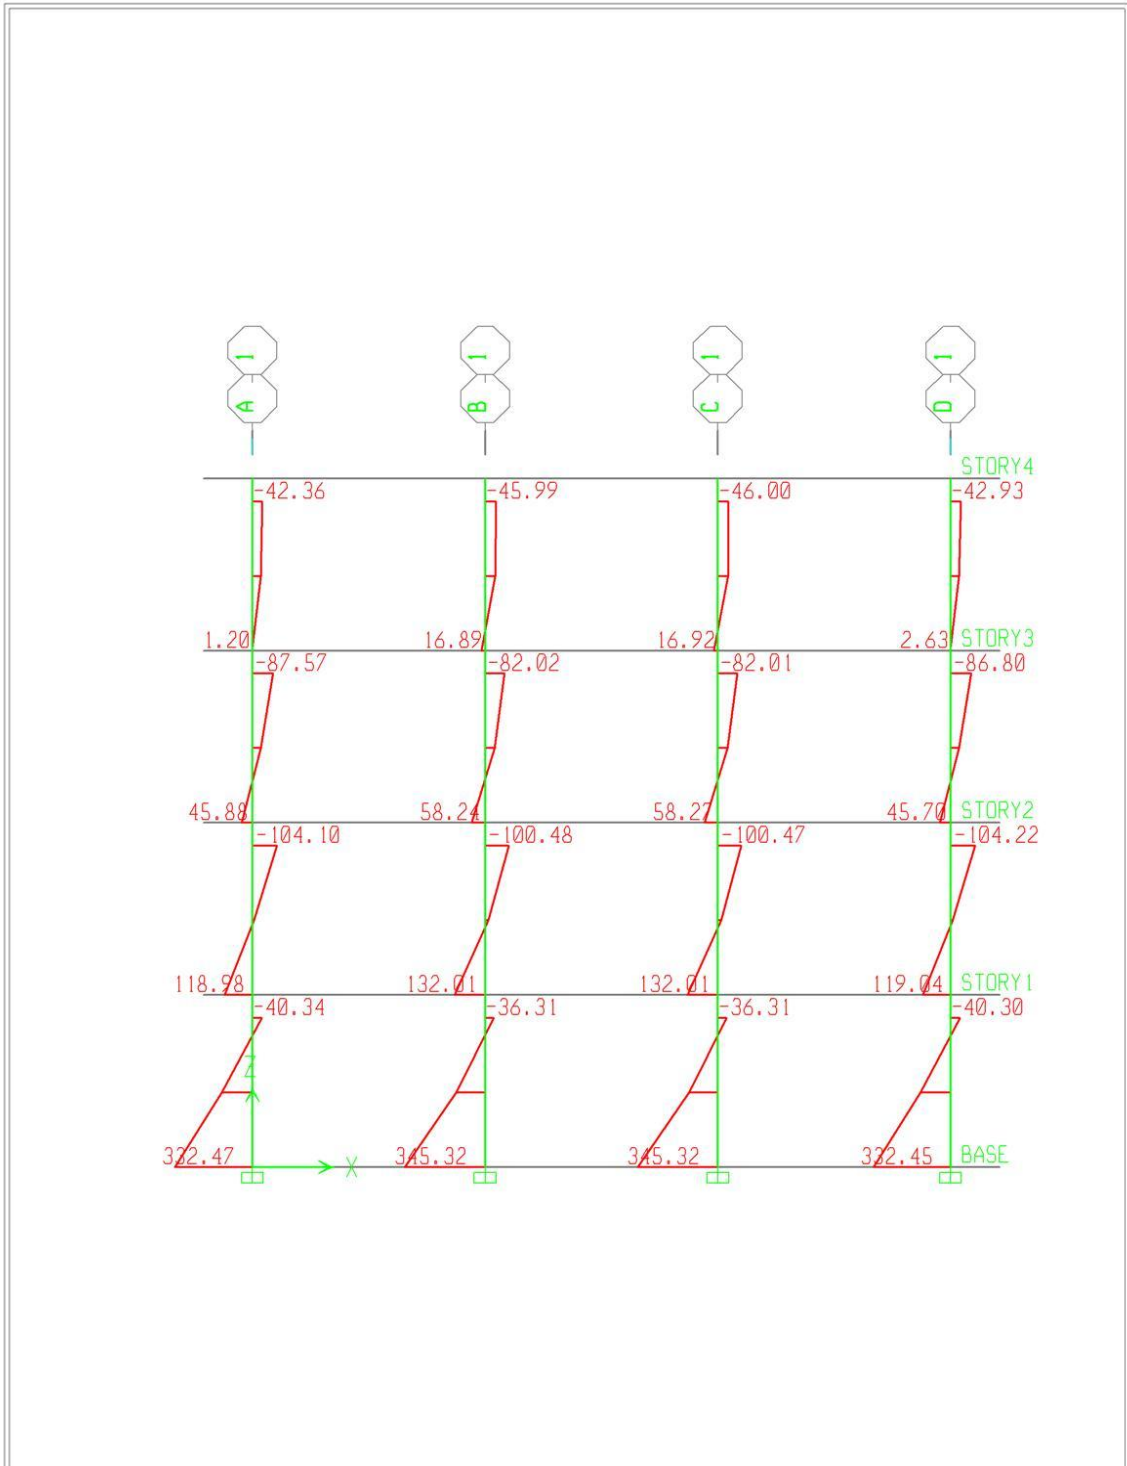 1 1 1 1
A B C D
STORY4
-42.36 -45.99 -46.00 -42.93
1.20 16.89 16.92 2.63 STORY3
-87.57 -82.02 -82.01 -86.80
45.88 58.24 58.27 45.70 STORY2
-104.10 -100.48 -100.47 -104.22
118.98 132.01 132.01 119.04 STORY1
-40.34 -36.31 -36.31 -40.30
Z
332.47 345.32 345.32 332.45 BASE
X